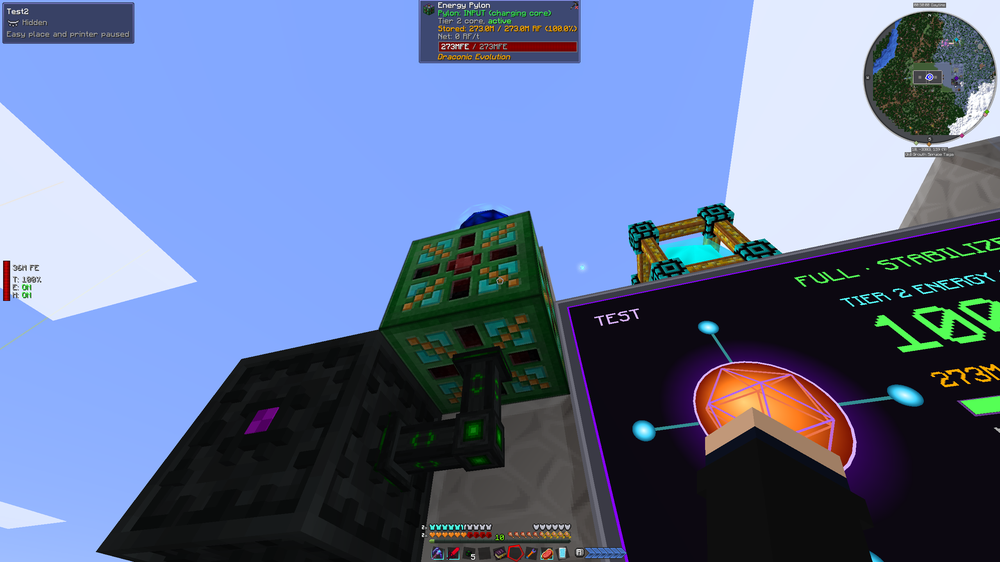 Test2
Hidden
Easy place and printer paused
Energy Pylon
Pylon: INPUT (charging core)
Tier 2 core, active
Stored: 273.0M / 273.0M RF (100.0%)
Net: 0 RF/t
273MFE / 273MFE
Draconic Evolution
36M FE
T: 100%
E: ON
H: ON
TEST
FULL · STABILIZE
TIER 2 ENERGY
100
273M
10
5